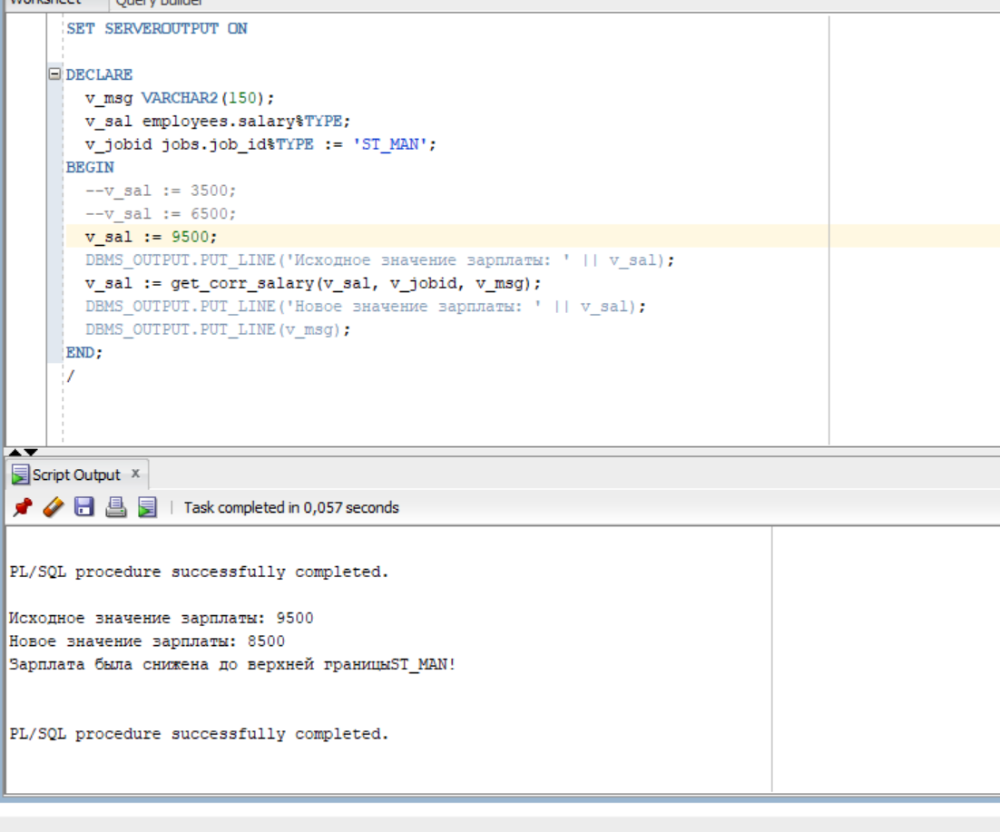 Worksheet Query Builder
SET SERVEROUTPUT ON
DECLARE
v_msg VARCHAR2(150);
v_sal employees.salary%TYPE;
v_jobid jobs.job_id%TYPE := 'ST_MAN';
BEGIN
--v_sal := 3500;
--v_sal := 6500;
v_sal := 9500;
DBMS_OUTPUT.PUT_LINE('Исходное значение зарплаты: ' || v_sal);
v_sal := get_corr_salary(v_sal, v_jobid, v_msg);
DBMS_OUTPUT.PUT_LINE('Новое значение зарплаты: ' || v_sal);
DBMS_OUTPUT.PUT_LINE(v_msg);
END;
/
Script Output x
Task completed in 0,057 seconds
PL/SQL procedure successfully completed.
Исходное значение зарплаты: 9500
Новое значение зарплаты: 8500
Зарплата была снижена до верхней границыST_MAN!
PL/SQL procedure successfully completed.